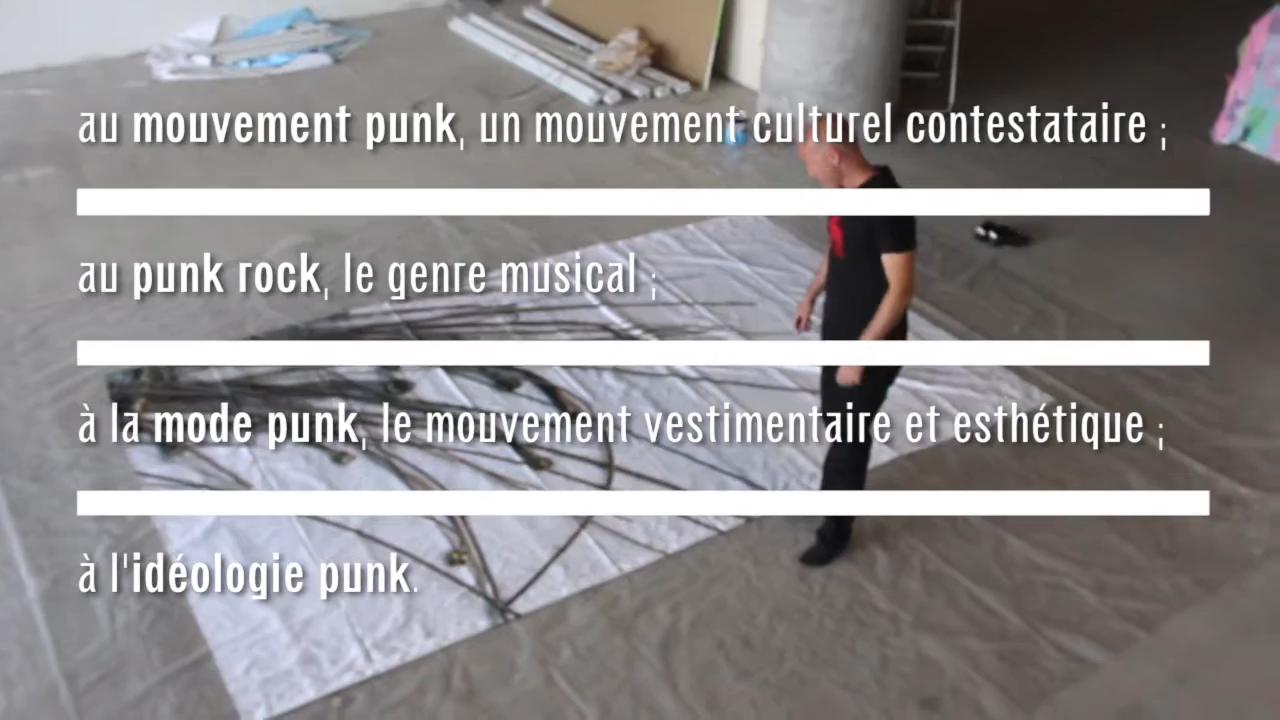 au mouvement punk, un mouvement culturel contestataire ;
au punk rock, le genre musical ;
à la mode punk, le mouvement vestimentaire et esthétique ;
à l'idéologie punk.